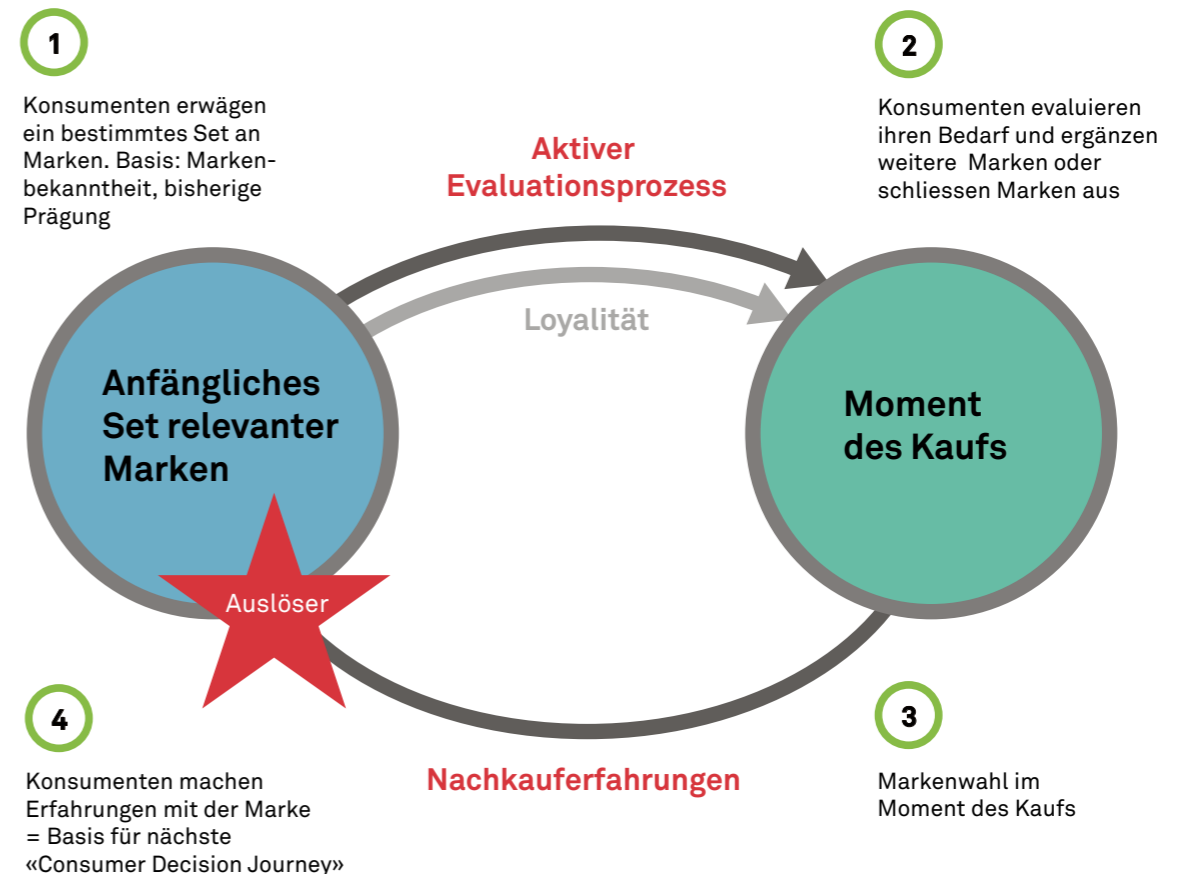 1
Konsumenten erwägen
ein bestimmtes Set an
Marken. Basis: Marken-
bekanntheit, bisherige
Prägung
2
Konsumenten evaluieren
ihren Bedarf und ergänzen
weitere Marken oder
schliessen Marken aus
Aktiver
Evaluationsprozess
Loyalität
Anfängliches
Set relevanter
Marken
Moment
des Kaufs
Auslöser
4
Konsumenten machen
Erfahrungen mit der Marke
= Basis für nächste
«Consumer Decision Journey»
Nachkauferfahrungen
3
Markenwahl im
Moment des Kaufs